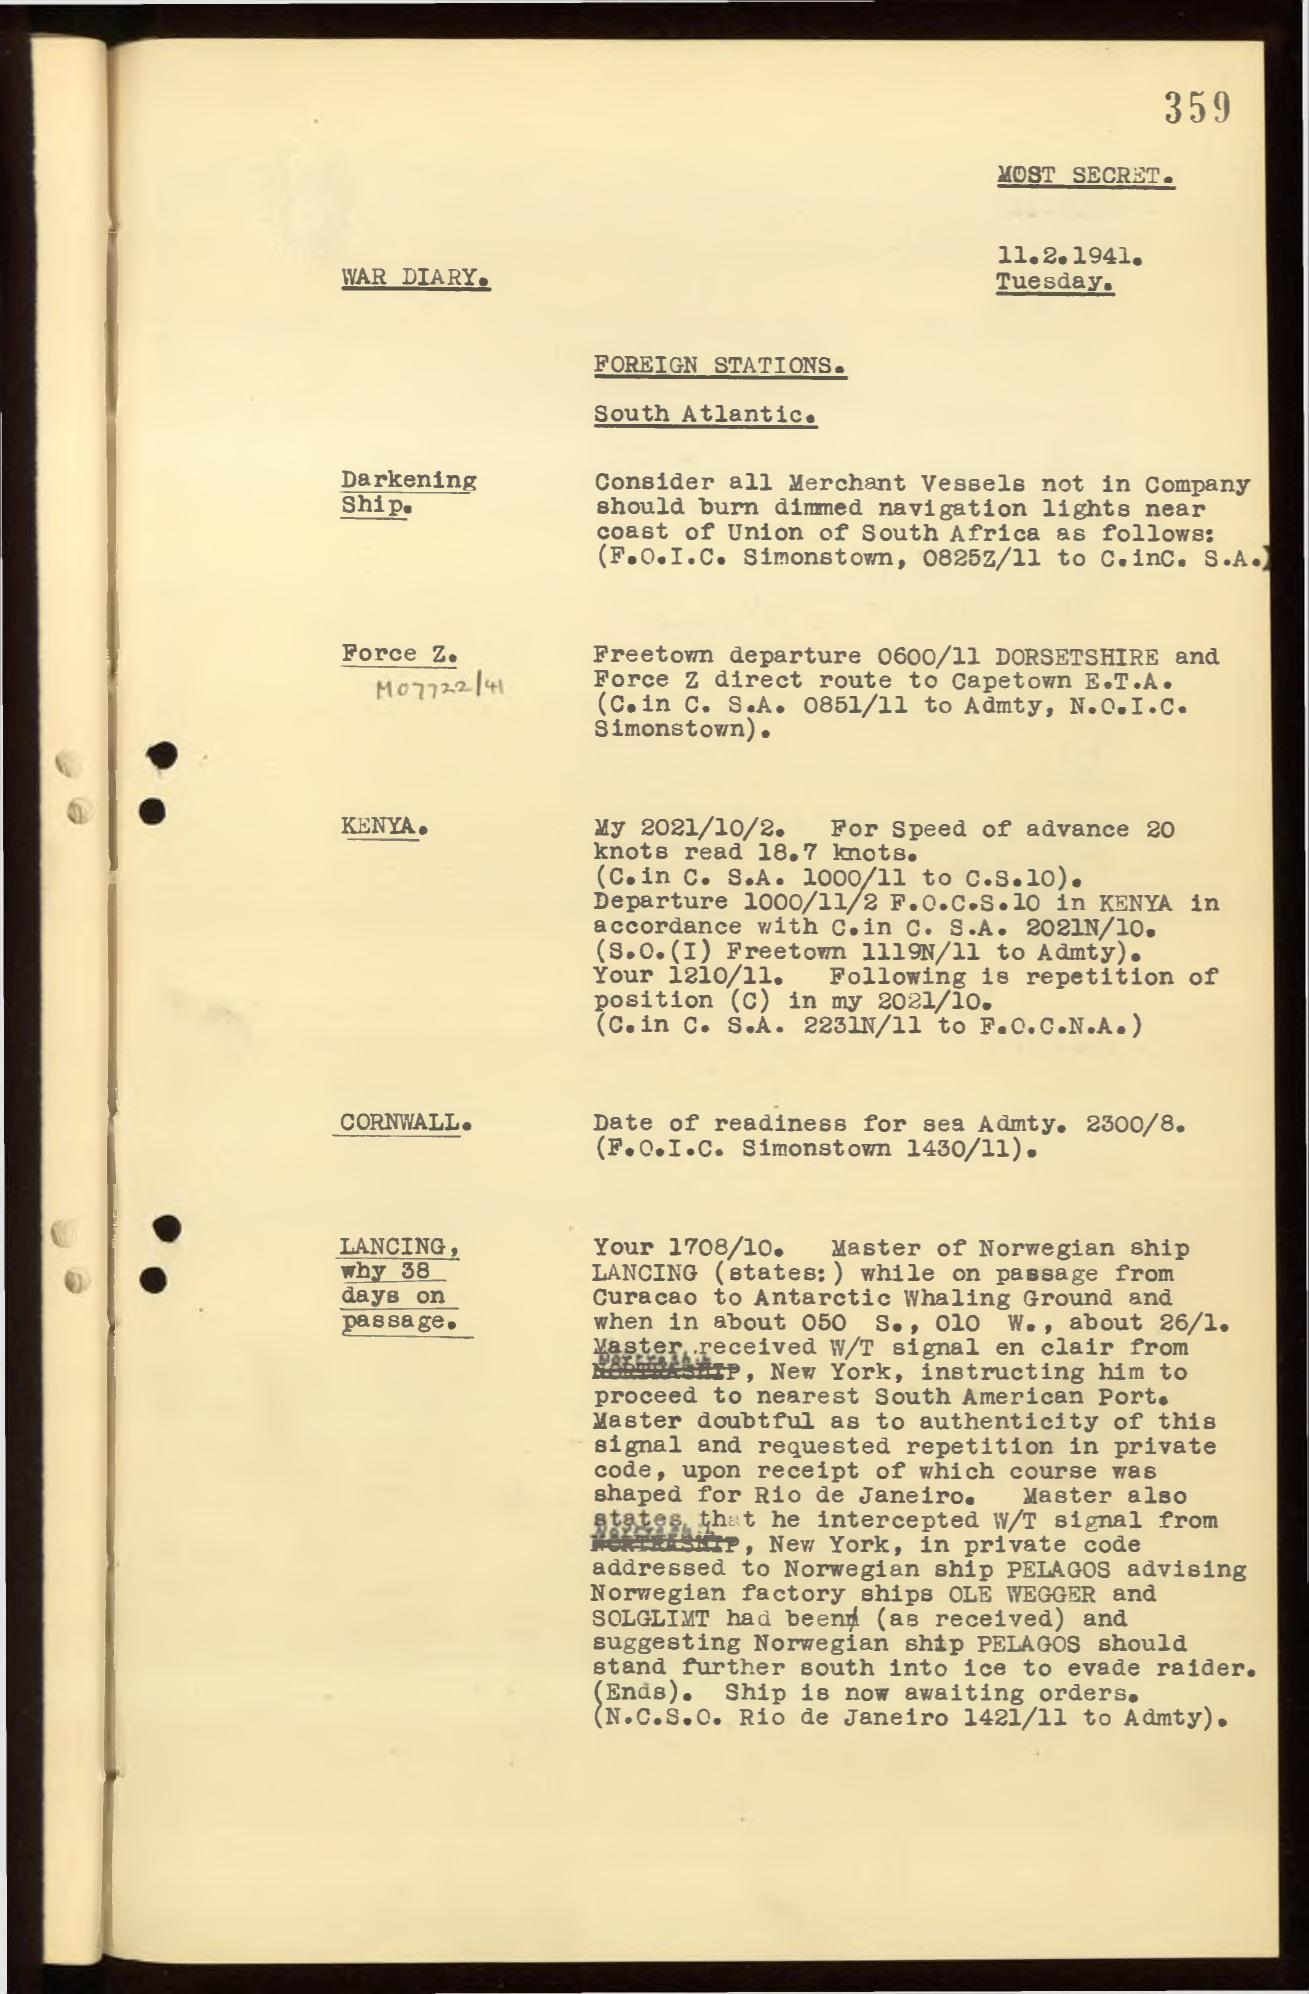 359
MOST SECRET.
11.2.1941.
WAR DIARY.
Tuesday.
FOREIGN STATIONS.
South Atlantic.
Darkening
Ship.
Consider all Merchant Vessels not in Company
should burn dimmed navigation lights near
coast of Union of South Africa as follows:
(F.O.I.C. Simonstown, 0825Z/11 to C.inC. S.A.)
Force Z.
M07722/41
Freetown departure 0600/11 DORSETSHIRE and
Force Z direct route to Capetown E.T.A.
(C.in C. S.A. 0851/11 to Admty, N.O.I.C.
Simonstown).
KENYA.
My 2021/10/2. For Speed of advance 20
knots read 18.7 knots.
(C.in C. S.A. 1000/11 to C.S.10).
Departure 1000/11/2 F.O.C.S.10 in KENYA in
accordance with C.in C. S.A. 2021N/10.
(S.O.(I) Freetown 1119N/11 to Admty).
Your 1210/11. Following is repetition of
position (C) in my 2021/10.
(C.in C. S.A. 2231N/11 to F.O.C.N.A.)
CORNWALL.
Date of readiness for sea Admty. 2300/8.
(F.O.I.C. Simonstown 1430/11).
LANCING,
why 38
days on
passage.
Your 1708/10. Master of Norwegian ship
LANCING (states:) while on passage from
Curacao to Antarctic Whaling Ground and
when in about 050 S., 010 W., about 26/1.
Master received W/T signal en clair from
Nortraship
NORTRASHIP, New York, instructing him to
proceed to nearest South American Port.
Master doubtful as to authenticity of this
signal and requested repetition in private
code, upon receipt of which course was
shaped for Rio de Janeiro. Master also
states that he intercepted W/T signal from
Nortraship
NORTRASHIP, New York, in private code
addressed to Norwegian ship PELAGOS advising
Norwegian factory ships OLE WEGGER and
SOLGLIMT had been (as received) and
suggesting Norwegian ship PELAGOS should
stand further south into ice to evade raider.
(Ends). Ship is now awaiting orders.
(N.C.S.O. Rio de Janeiro 1421/11 to Admty).